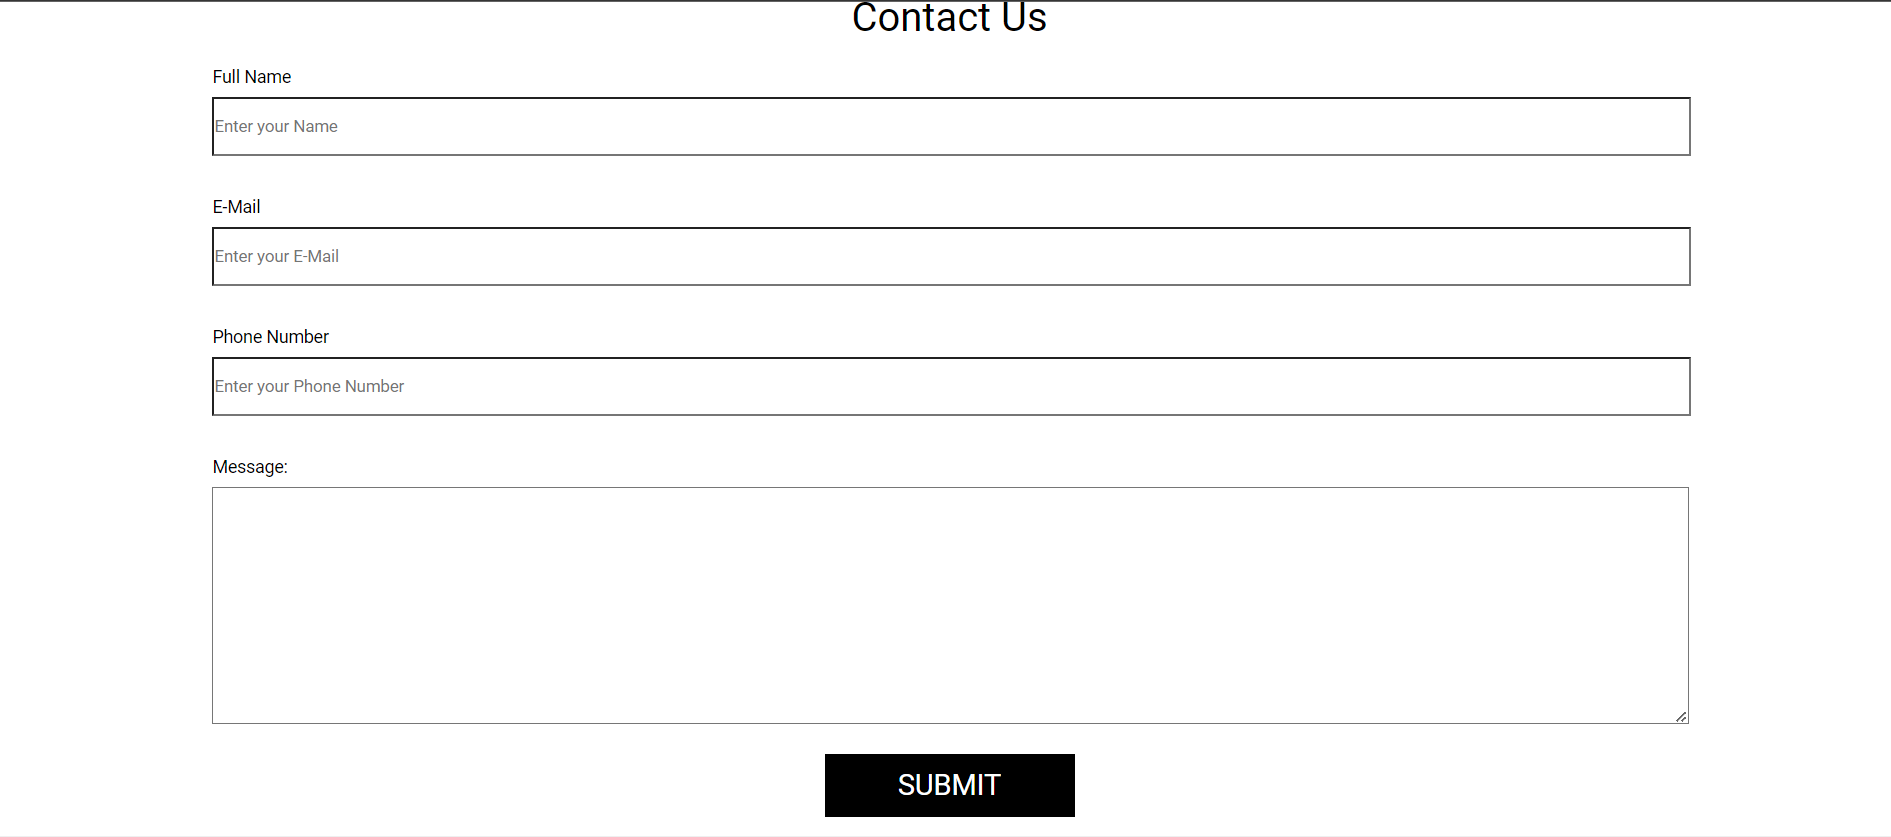 Contact Us
Full Name
Enter your Name
E-Mail
Enter your E-Mail
Phone Number
Enter your Phone Number
Message:
SUBMIT